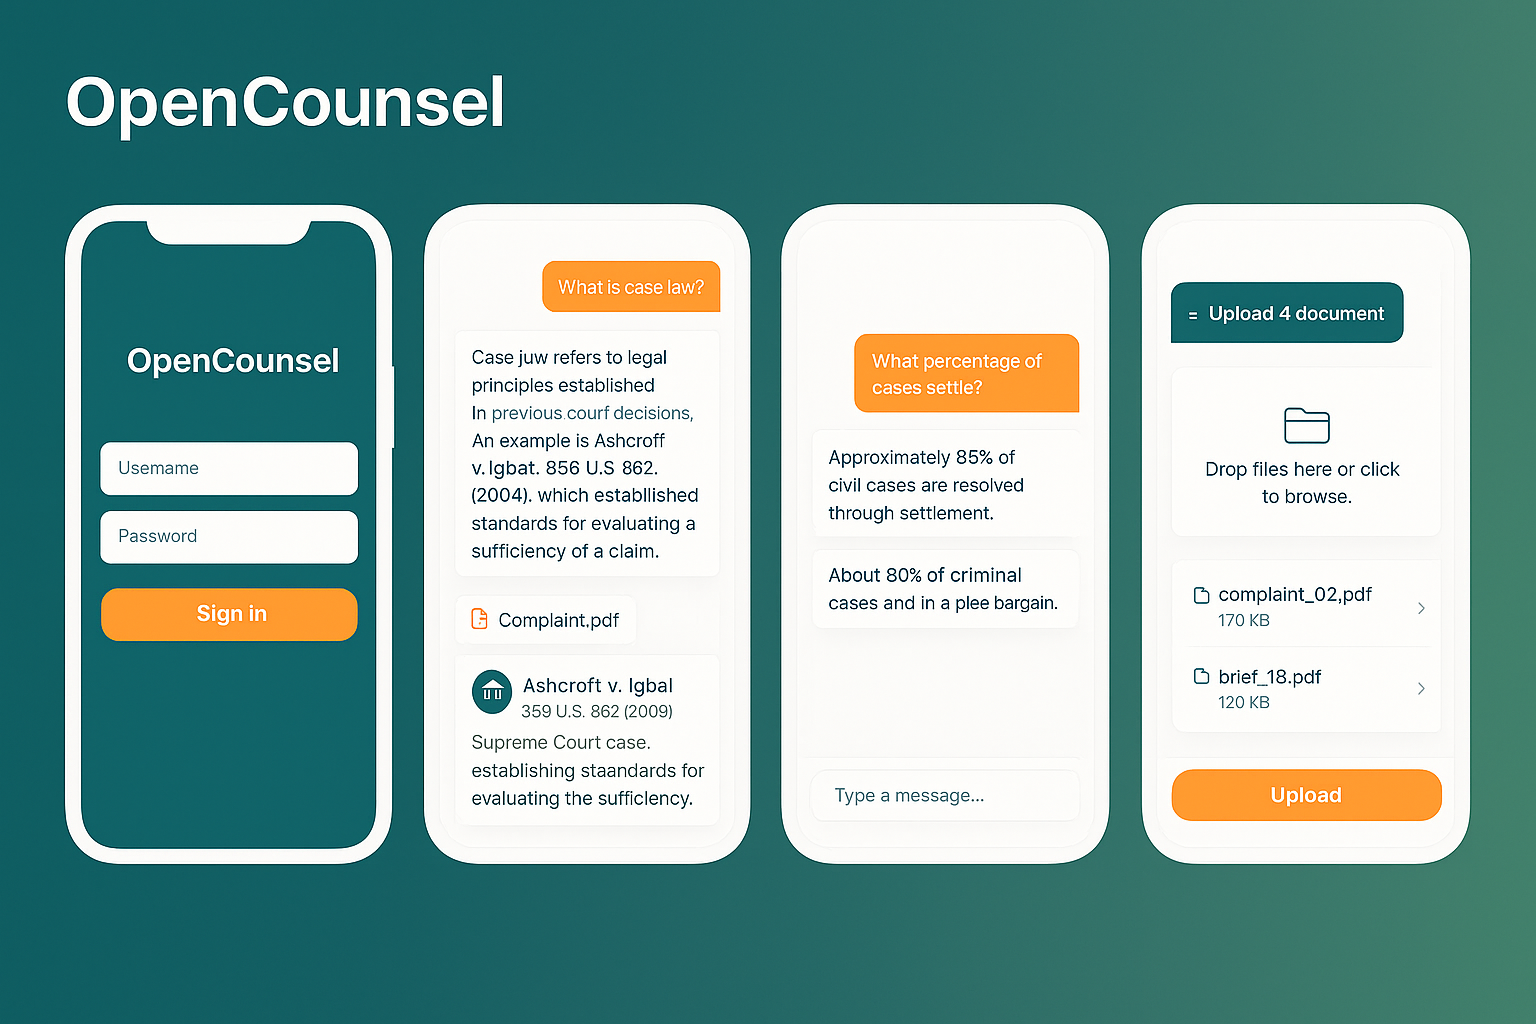 OpenCounsel
OpenCounsel
Usemame
Password
Sign in
What is case law?
Case juw refers to legal
principles established
In previous.courf decisions,
An example is Ashcroff
v. Igbat. 856 U.S 862.
(2004). which establlished
standards for evaluating a
sufficiency of a claim.
Complaint.pdf
Ashcroft v. Igbal
359 U.S. 862 (2009)
Supreme Court case.
establishing staandards for
evaluating the sufficlency.
What percentage of
cases settle?
Approximately 85% of
civil cases are resolved
through settlement.
About 80% of criminal
cases and in a plee bargain.
Type a message...
Upload 4 document
Drop files here or click
to browse.
complaint_02,pdf
170 KB
brief_18.pdf
120 KB
Upload